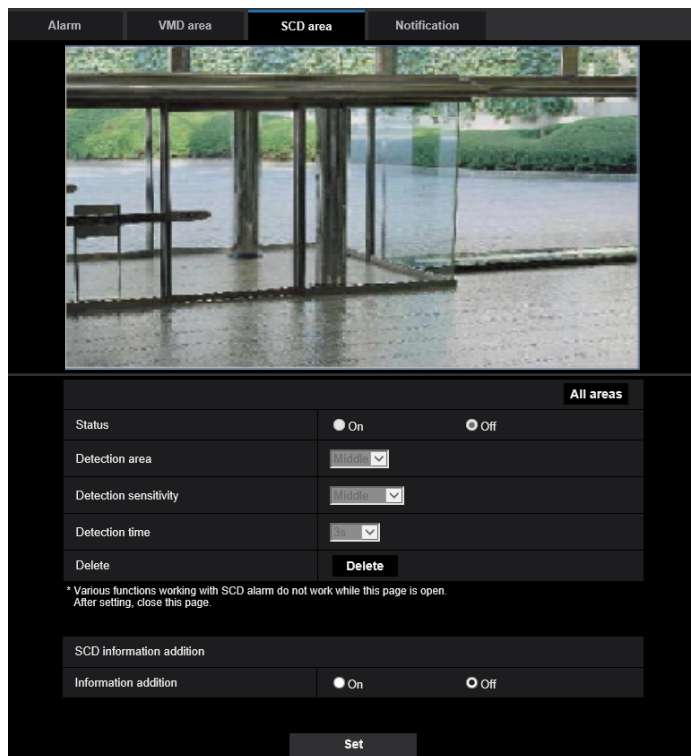 Alarm VMD area SCD area Notification
All areas
Status On Off
Detection area Middle
Detection sensitivity Middle
Detection time 3s
Delete Delete
* Various functions working with SCD alarm do not work while this page is open.
After setting, close this page.
SCD information addition
Information addition On Off
Set